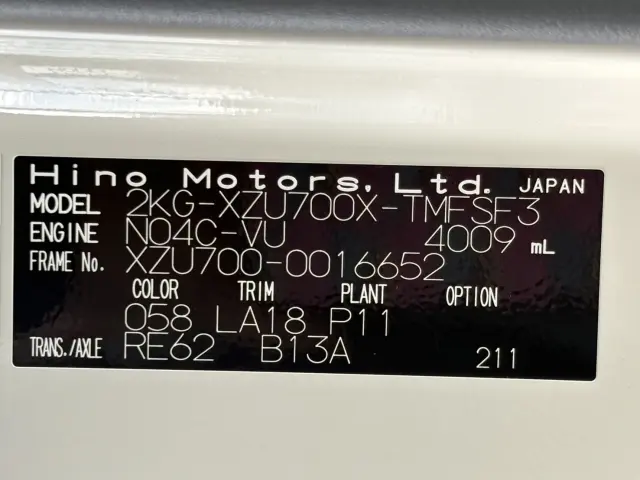 Hino Motors, Ltd. JAPAN
MODEL 2KG-XZU700X-TMFSF3
ENGINE N04C-VU 4009 mL
FRAME No. XZU700-0016652
COLOR TRIM PLANT OPTION
058 LA18 P11
TRANS./AXLE RE62 B13A 211